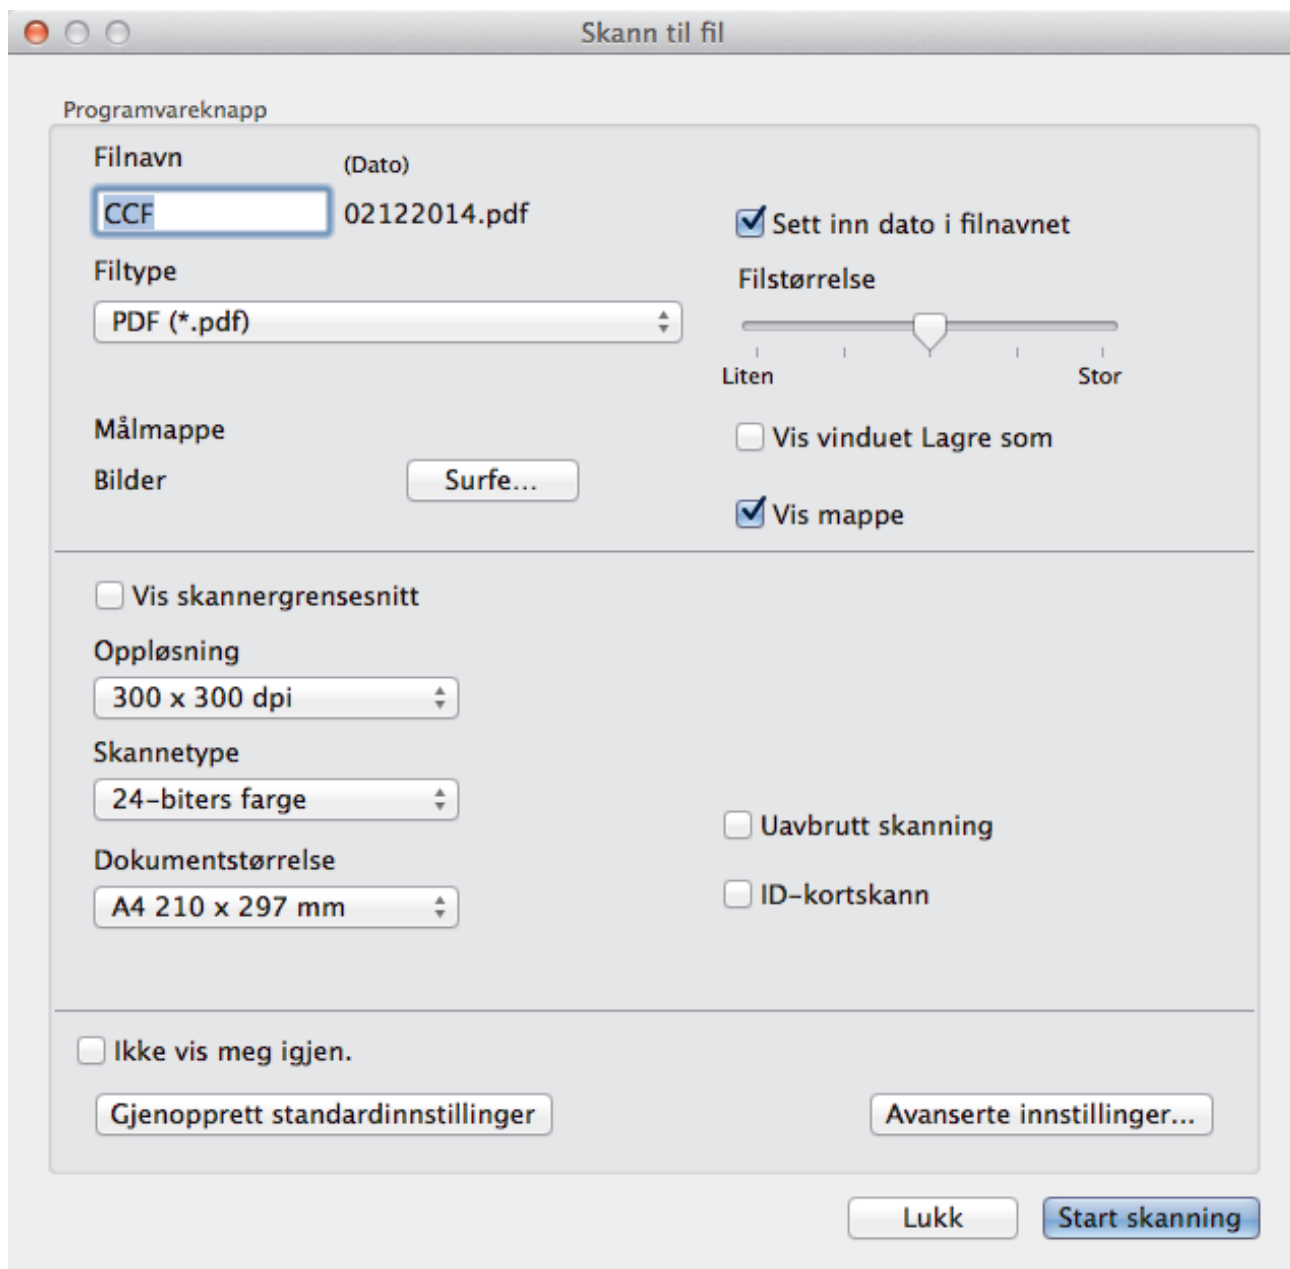 Skann til fil
Programvareknapp
Filnavn
(Dato)
CCF
02122014.pdf
Sett inn dato i filnavnet
Filtype
PDF (*.pdf)
Filstørrelse
Liten
Stor
Målmappe
Bilder
Surfe...
Vis vinduet Lagre som
Vis mappe
Vis skannergrensesnitt
Oppløsning
300 x 300 dpi
Skannetype
24-biters farge
Dokumentstørrelse
A4 210 x 297 mm
Uavbrutt skanning
ID-kortskann
Ikke vis meg igjen.
Gjenopprett standardinnstillinger
Avanserte innstillinger...
Lukk
Start skanning